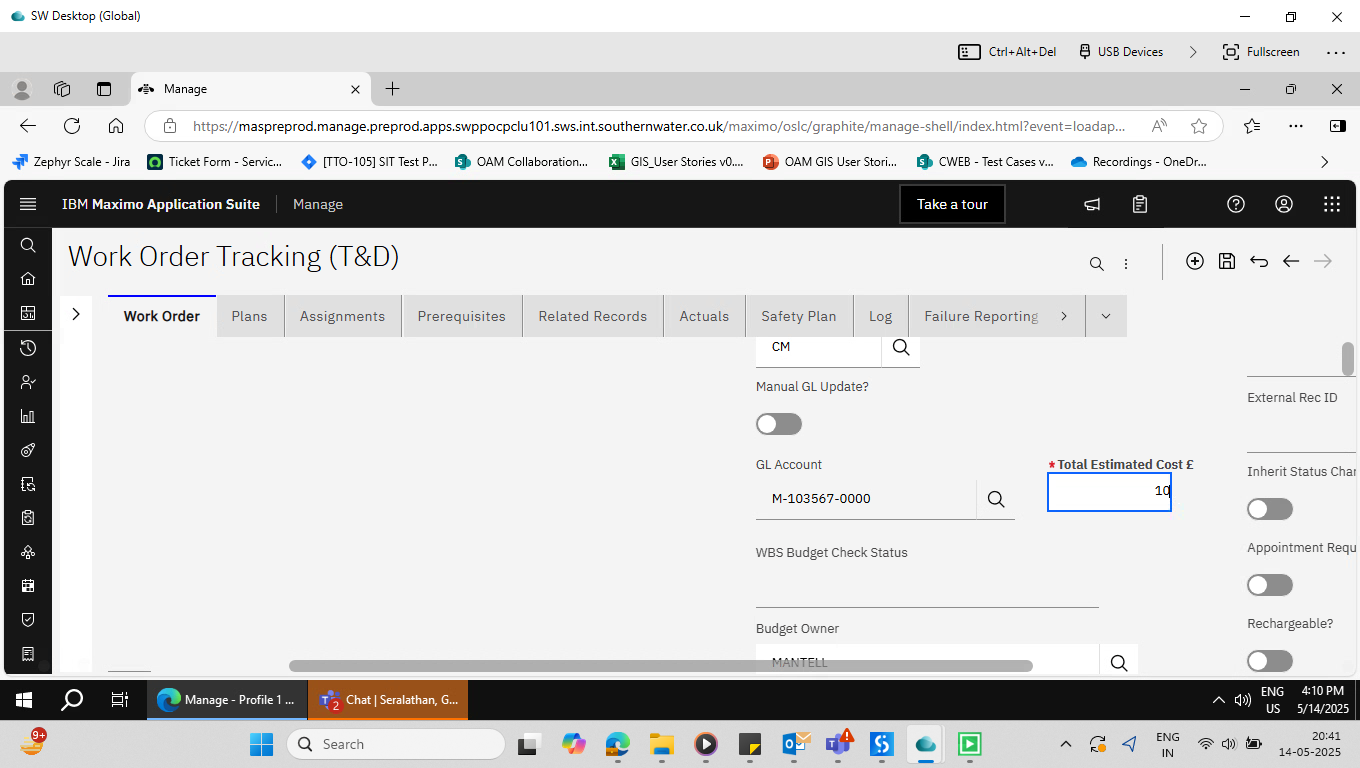 SW Desktop (Global)
Ctrl+Alt+Del
USB Devices
Fullscreen
Manage
https://maspreprod.manage.preprod.apps.swppocpclu101.sws.int.southernwater.co.uk/maximo/oslc/graphite/manage-shell/index.html?event=loadap...
Zephyr Scale - Jira
Ticket Form - Servic...
[TTO-105] SIT Test P...
OAM Collaboration...
GIS_User Stories v0....
OAM GIS User Stori...
CWEB - Test Cases v...
Recordings - OneDr...
IBM Maximo Application Suite
Manage
Take a tour
Work Order Tracking (T&D)
Work Order
Plans
Assignments
Prerequisites
Related Records
Actuals
Safety Plan
Log
Failure Reporting
CM
Manual GL Update?
External Rec ID
GL Account
* Total Estimated Cost £
Inherit Status Char
M-103567-0000
10
WBS Budget Check Status
Appointment Requ
Rechargeable?
Budget Owner
MANTELL
Manage - Profile 1 ...
2
Chat | Seralathan, G...
ENG
US
4:10 PM
5/14/2025
9+
Search
ENG
IN
20:41
14-05-2025